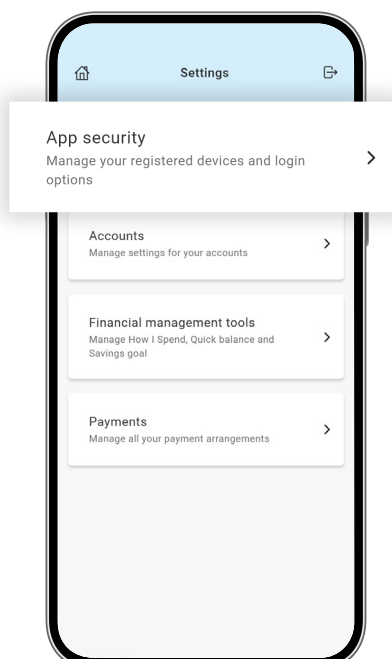 Settings
App security
Manage your registered devices and login
options
Accounts
Manage settings for your accounts
Financial management tools
Manage How I Spend, Quick balance and
Savings goal
Payments
Manage all your payment arrangements